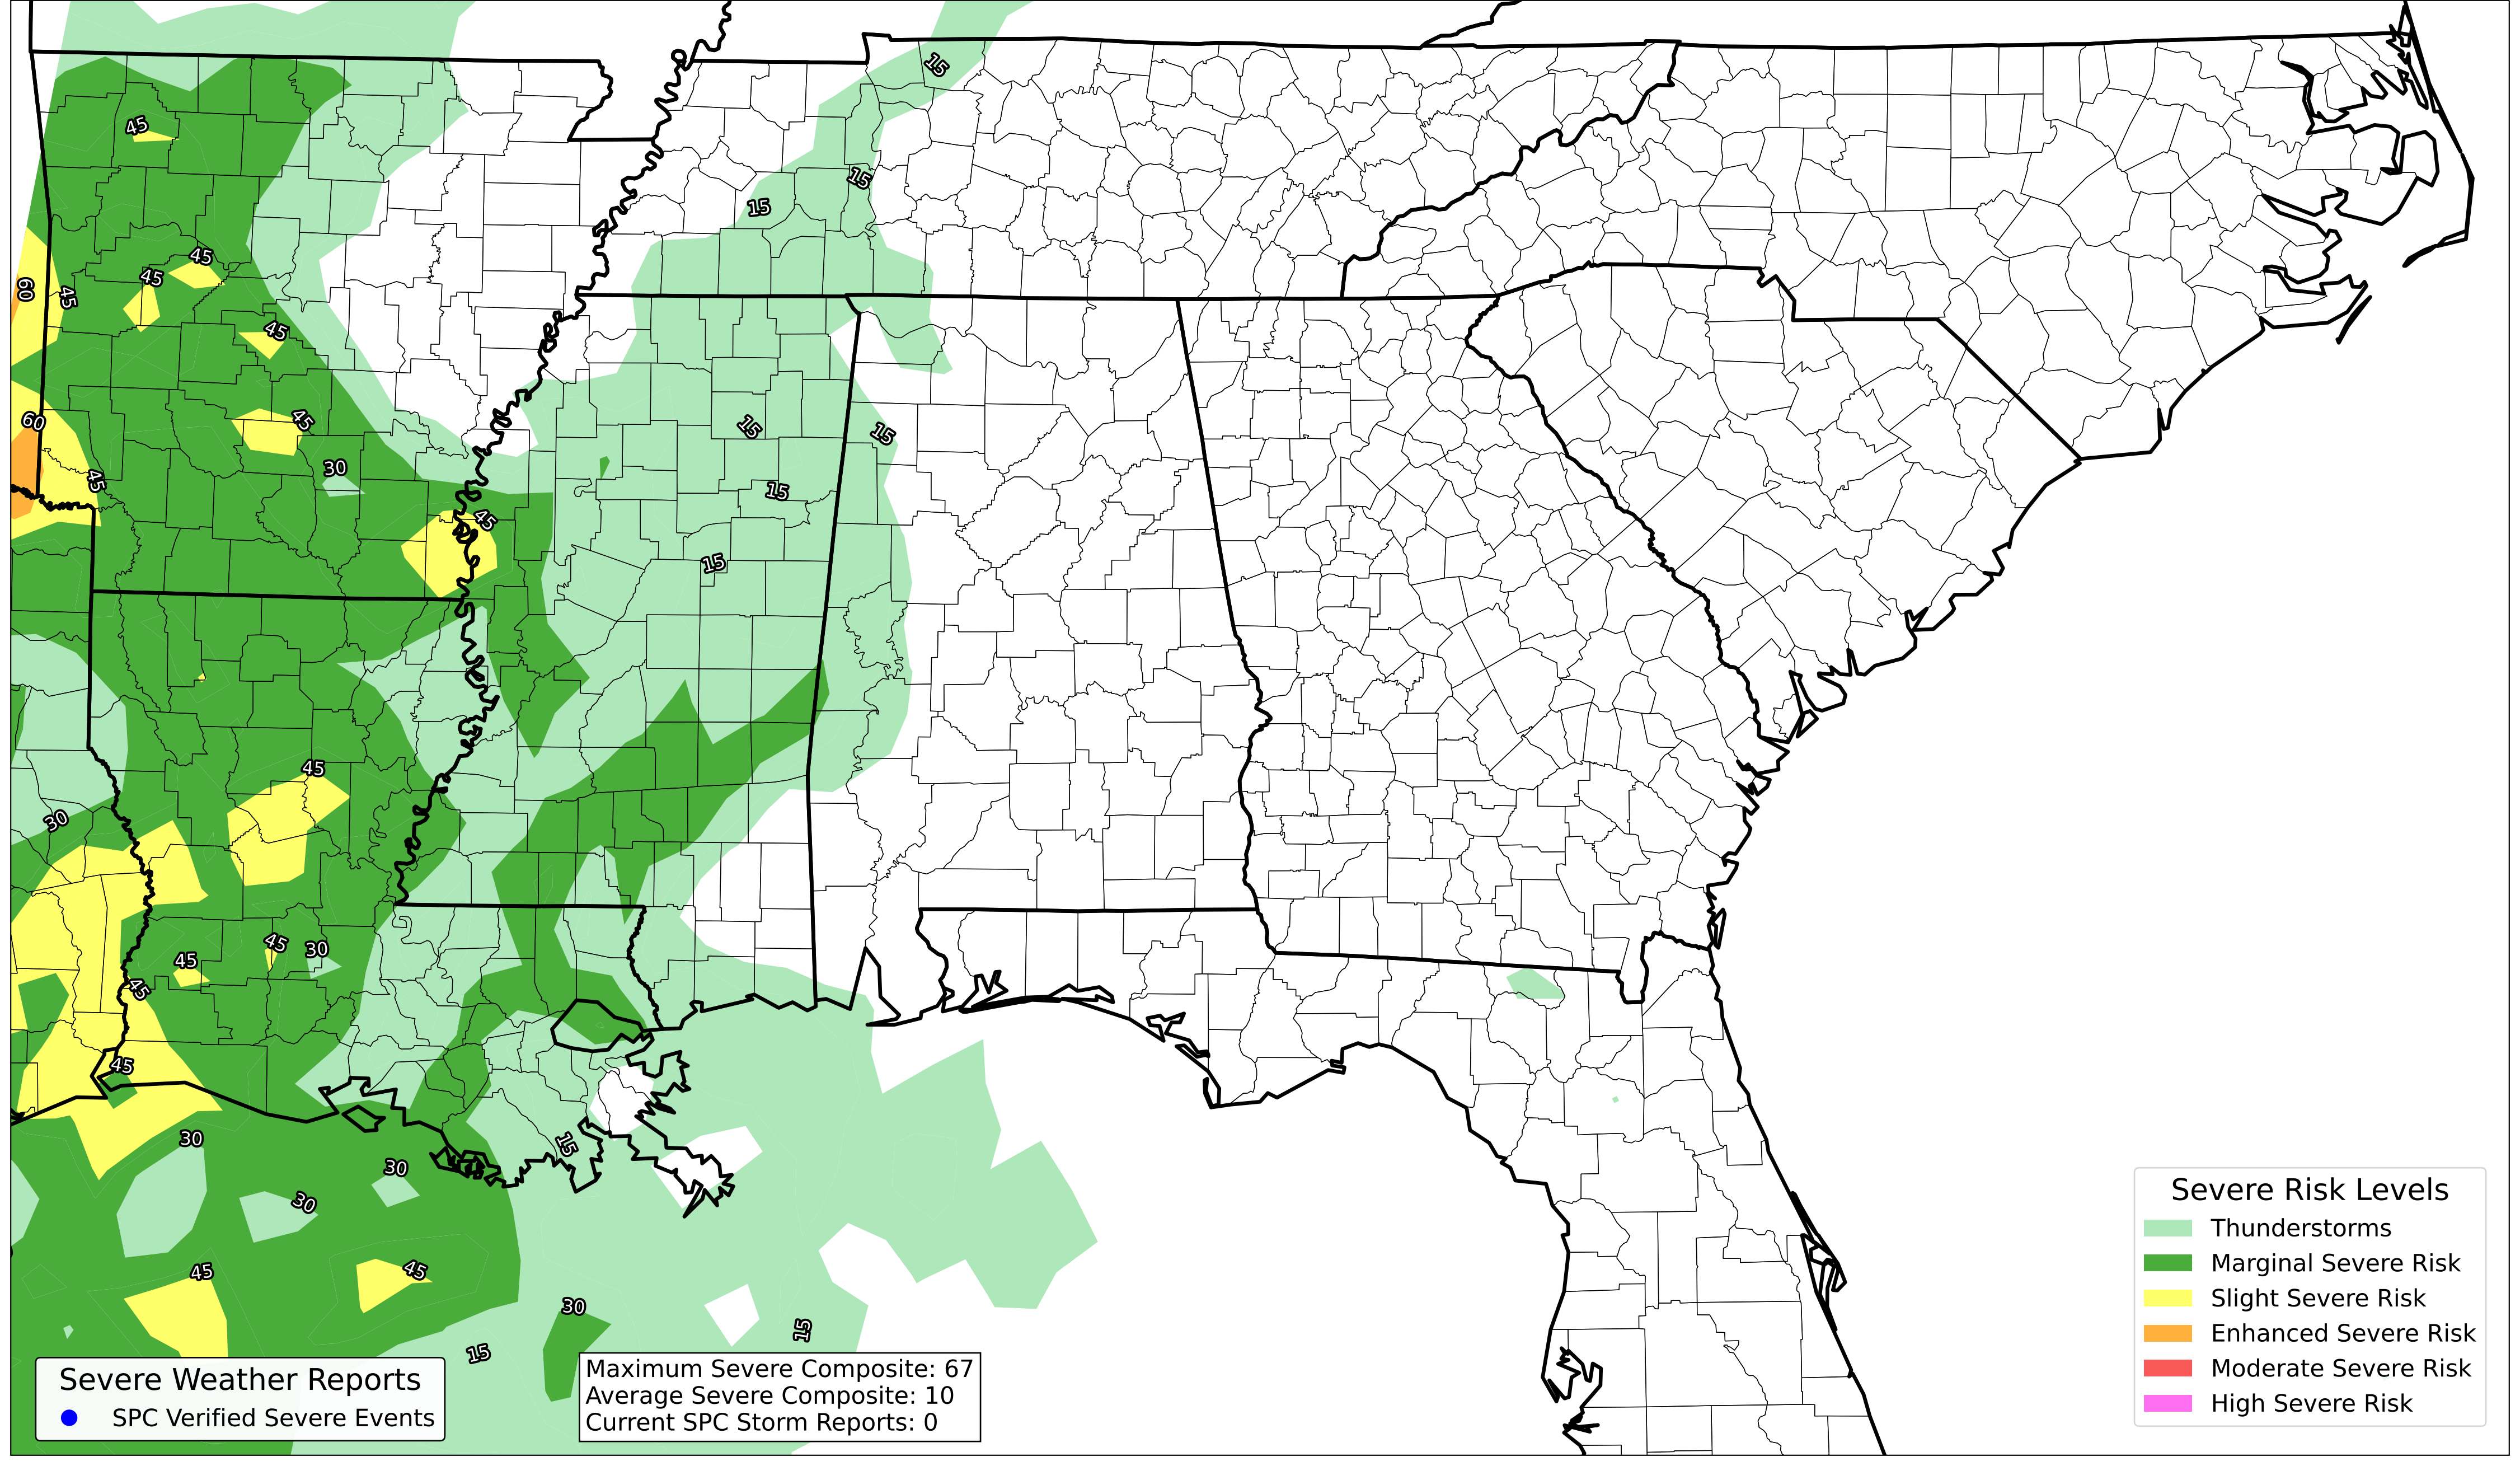 15
45
15
15
45
45
60
45
45
60
45
15
15
30
45
15
45
15
45
30
45
30
45
45
45
30
15
30
30
45
45
30
15
15
Severe Risk Levels
Thunderstorms
Marginal Severe Risk
Slight Severe Risk
Enhanced Severe Risk
Moderate Severe Risk
High Severe Risk
Severe Weather Reports
SPC Verified Severe Events
Maximum Severe Composite: 67
Average Severe Composite: 10
Current SPC Storm Reports: 0